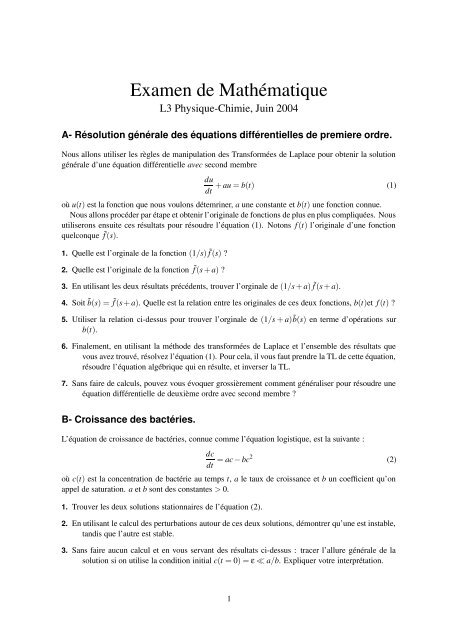 Examen de Mathématique
L3 Physique-Chimie, Juin 2004
A- Résolution générale des équations différentielles de premiere ordre.
Nous allons utiliser les règles de manipulation des Transformées de Laplace pour obtenir la solution
générale d'une équation différentielle avec second membre
du/dt + au = b(t) (1)
où u(t) est la fonction que nous voulons détemriner, a une constante et b(t) une fonction connue.
Nous allons procéder par étape et obtenir l'originale de fonctions de plus en plus compliquées. Nous
utiliserons ensuite ces résultats pour résoudre l'équation (1). Notons f(t) l'originale d'une fonction
quelconque f̃(s).
1. Quelle est l'orginale de la fonction (1/s)f̃(s) ?
2. Quelle est l'originale de la fonction f̃(s+a) ?
3. En utilisant les deux résultats précédents, trouver l'originale de (1/s+a)f̃(s+a).
4. Soit b̃(s) = f̃(s+a). Quelle est la relation entre les originales de ces deux fonctions, b(t)et f(t) ?
5. Utiliser la relation ci-dessus pour trouver l'orginale de (1/s+a)b̃(s) en terme d'opérations sur
b(t).
6. Finalement, en utilisant la méthode des transformées de Laplace et l'ensemble des résultats que
vous avez trouvé, résolvez l'équation (1). Pour cela, il vous faut prendre la TL de cette équation,
résoudre l'équation algébrique qui en résulte, et inverser la TL.
7. Sans faire de calculs, pouvez vous évoquer grossièrement comment généraliser pour résoudre une
équation différentielle de deuxième ordre avec second membre ?
B- Croissance des bactéries.
L'équation de croissance de bactéries, connue comme l'équation logistique, est la suivante :
dc/dt = ac − bc² (2)
où c(t) est la concentration de bactérie au temps t, a le taux de croissance et b un coefficient qu'on
appel de saturation. a et b sont des constantes > 0.
1. Trouver les deux solutions stationnaires de l'équation (2).
2. En utilisant le calcul des perturbations autour de ces deux solutions, démontrer qu'une est instable,
tandis que l'autre est stable.
3. Sans faire aucun calcul et en vous servant des résultats ci-dessus : tracer l'allure générale de la
solution si on utilise la condition initial c(t = 0) = ε ≪ a/b. Expliquer votre interprétation.
1